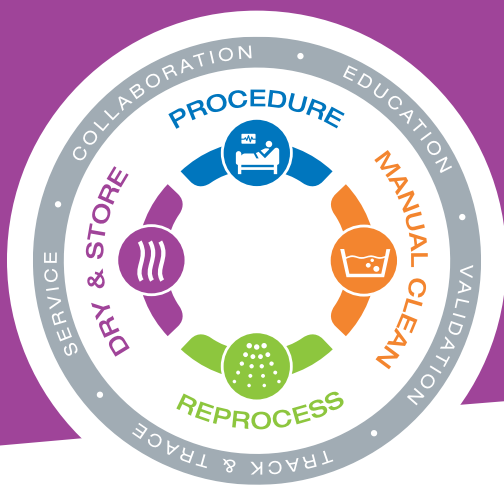 COLLABORATION • EDUCATION • VALIDATION • TRACK & TRACE • SERVICE •
PROCEDURE
MANUAL CLEAN
REPROCESS
DRY & STORE